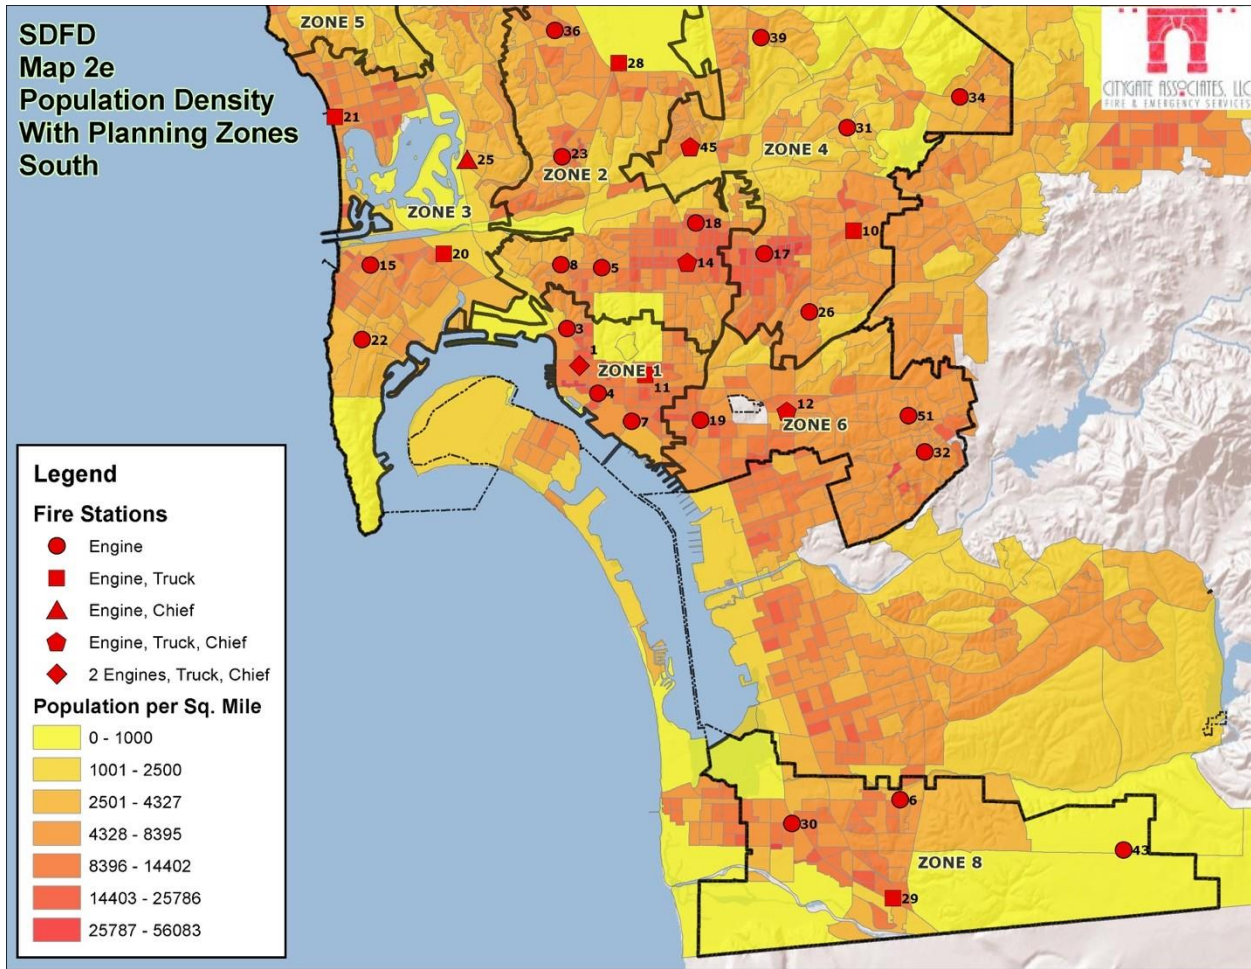 SDFD
Map 2e
Population Density
With Planning Zones
South
CITYGATE ASSOCIATES, LLC
FIRE & EMERGENCY SERVICES
ZONE 5
36
39
28
34
21
31
45
23
ZONE 4
25
ZONE 2
ZONE 3
18
10
20
17
15
8
5
14
26
3
22
1
ZONE 1
11
4
12
51
7
19
ZONE 6
32
Legend
Fire Stations
Engine
Engine, Truck
Engine, Chief
Engine, Truck, Chief
2 Engines, Truck, Chief
Population per Sq. Mile
0 - 1000
1001 - 2500
2501 - 4327
4328 - 8395
8396 - 14402
14403 - 25786
25787 - 56083
6
30
43
ZONE 8
29